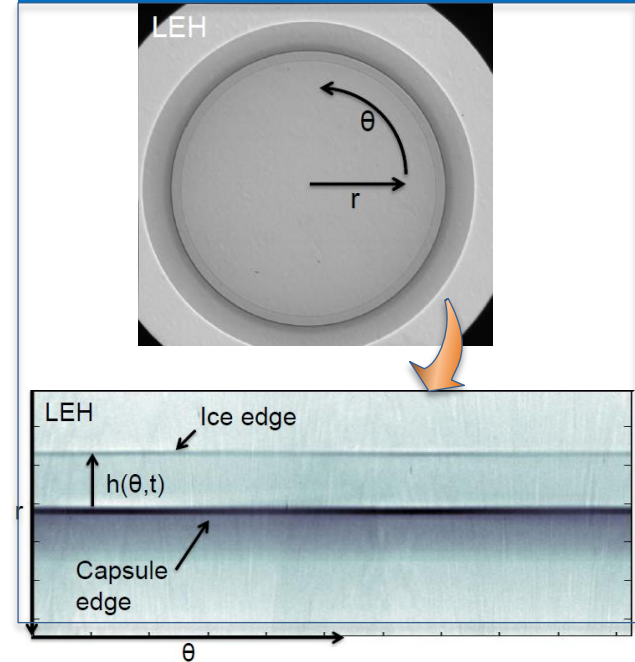 LEH
θ
r
LEH
Ice edge
h(θ,t)
r
Capsule
edge
θ